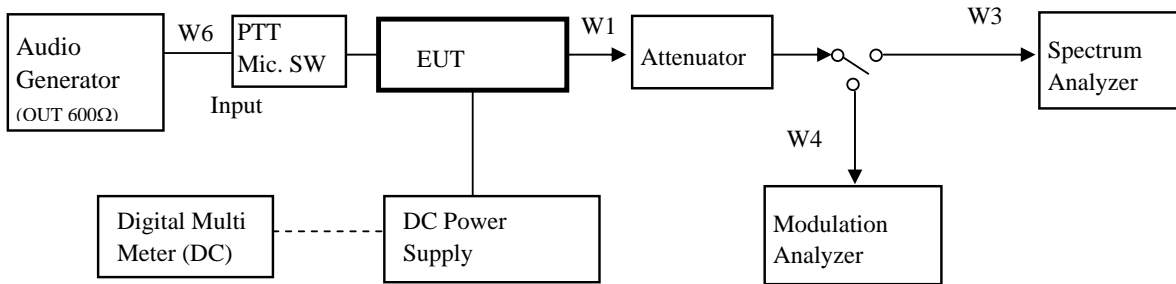 Audio
Generator
(OUT 600Ω)
W6
PTT
Mic. SW
Input
EUT
W1
Attenuator
W3
Spectrum
Analyzer
W4
Digital Multi
Meter (DC)
DC Power
Supply
Modulation
Analyzer